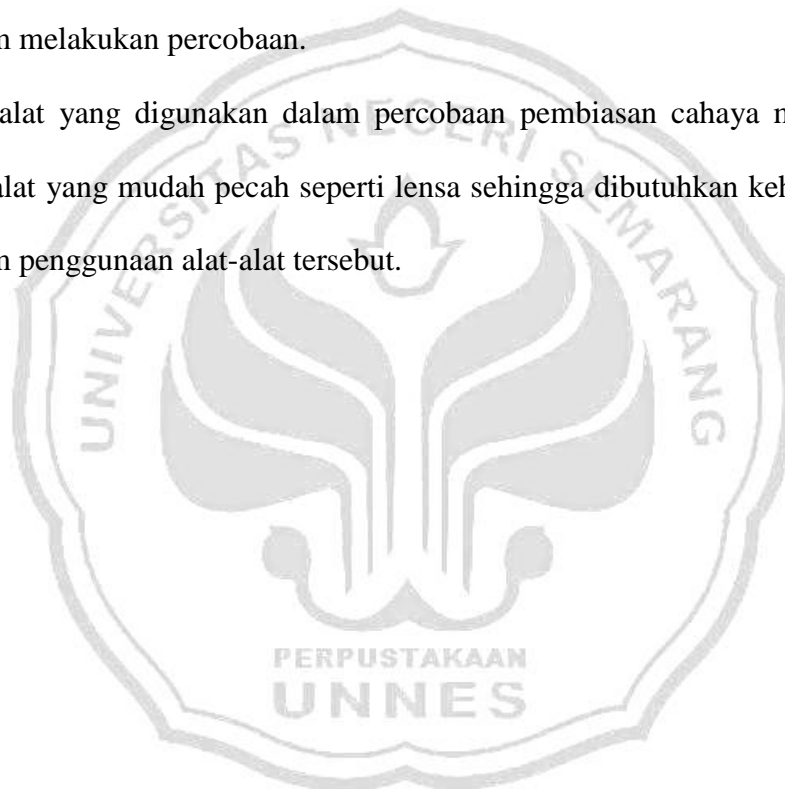 melakukan percobaan.
alat yang digunakan dalam percobaan pembiasan cahaya
alat yang mudah pecah seperti lensa sehingga dibutuhkan
penggunaan alat-alat tersebut.
UNIVERSITAS NEGERI SEMARANG
PERPUSTAKAAN
UNNES